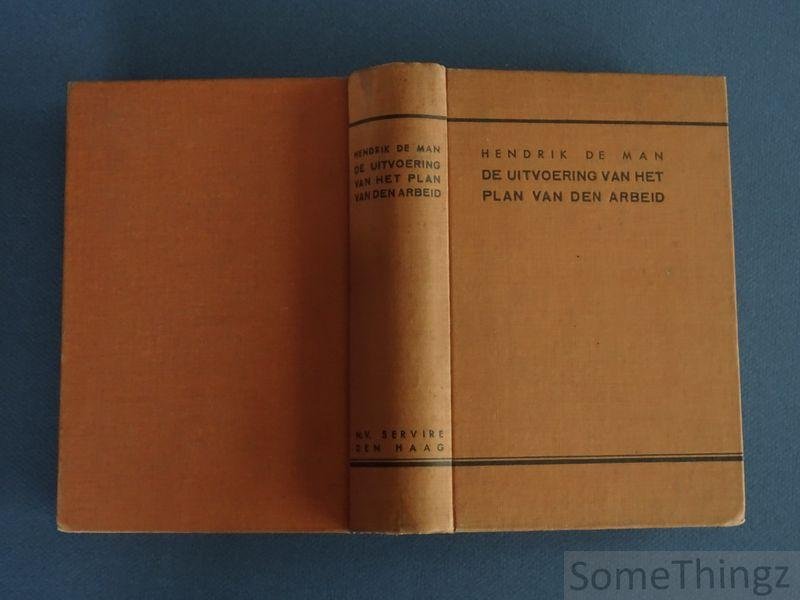 HENDRIK DE MAN
DE UITVOERING
VAN HET PLAN
VAN DEN ARBEID
N.V. SERVIRE
DEN HAAG
HENDRIK DE MAN
DE UITVOERING VAN HET
PLAN VAN DEN ARBEID
SomeThingz